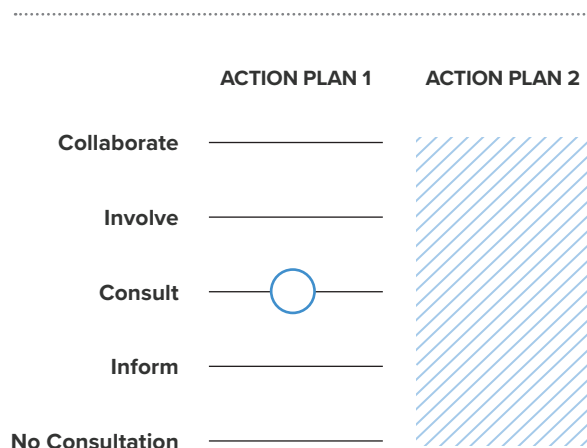 ACTION PLAN 1 ACTION PLAN 2
Collaborate
Involve
Consult
Inform
No Consultation